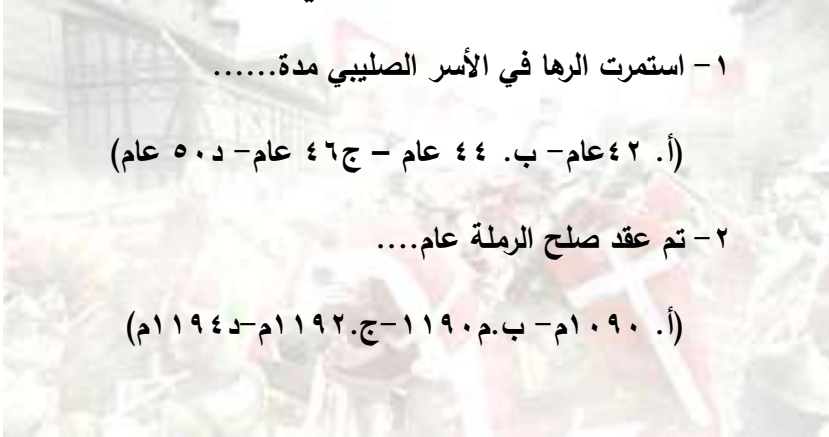 ١- استمرت الرها في الأسر الصليبي مدة......
(أ. ٤٢عام- ب. ٤٤ عام – ج٤٦ عام- د٥٠ عام)
٢- تم عقد صلح الرملة عام....
(أ. ١٠٩٠م- ب.م١١٩٠-ج.١١٩٢م-د١١٩٤م)